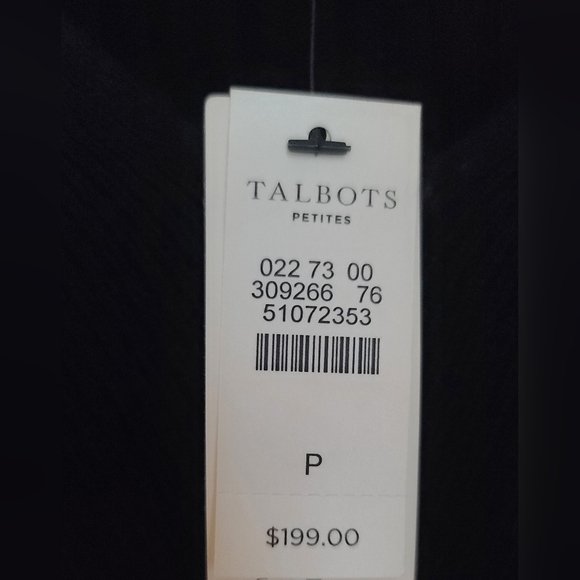 TALBOTS
PETITES
022 73 00
309266 76
51072353
P
$199.00